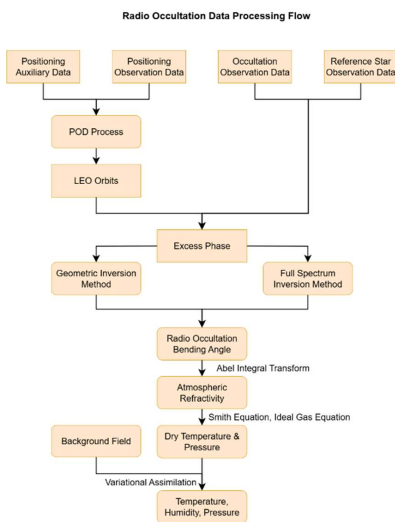 Radio Occultation Data Processing Flow
Positioning
Auxiliary Data
Positioning
Observation Data
Occultation
Observation Data
Reference Star
Observation Data
POD Process
LEO Orbits
Excess Phase
Geometric Inversion
Method
Full Spectrum
Inversion Method
Radio Occultation
Bending Angle
Abel Integral Transform
Atmospheric
Refractivity
Smith Equation, Ideal Gas Equation
Background Field
Dry Temperature &
Pressure
Variational Assimilation
Temperature,
Humidity, Pressure